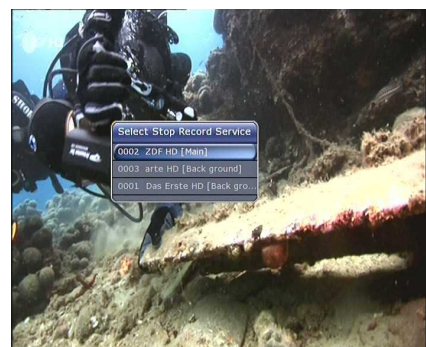 Select Stop Record Service
0002 ZDF HD [Main]
0003 arte HD [Back ground]
0001 Das Erste HD [Back gro...